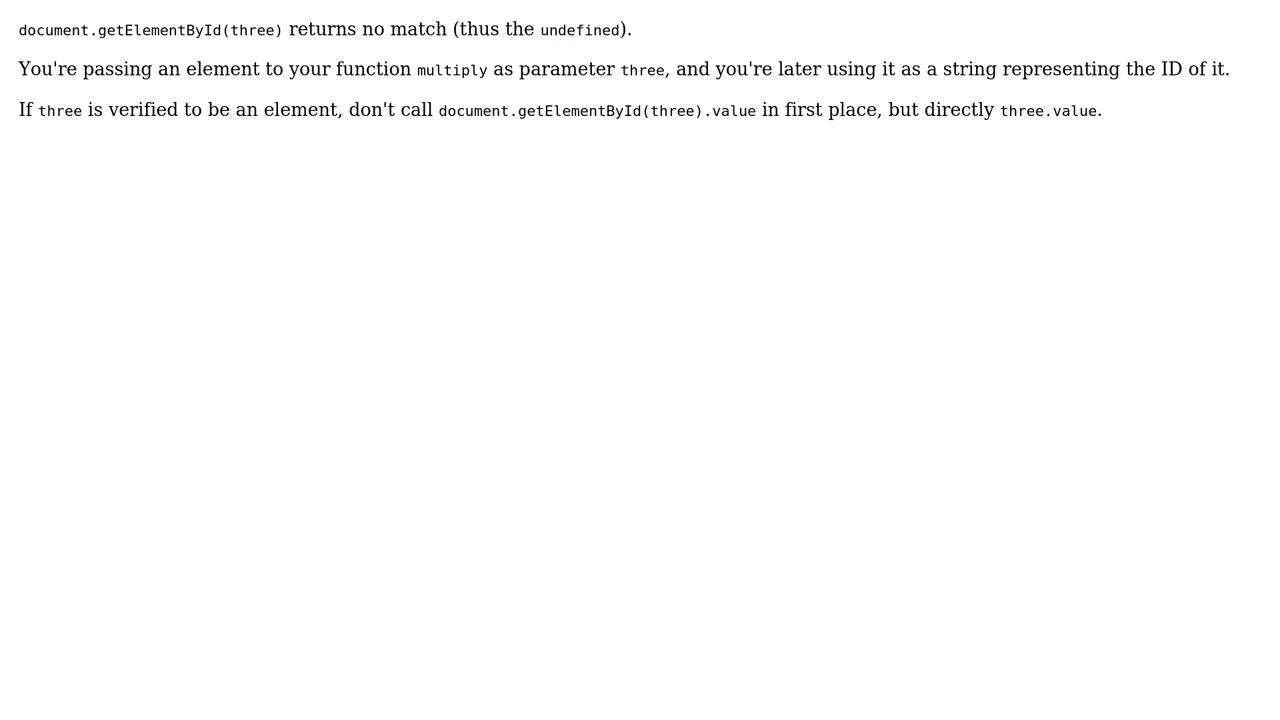 document.getElementById(three) returns no match (thus the undefined).
You're passing an element to your function multiply as parameter three, and you're later using it as a string representing the ID of it.
If three is verified to be an element, don't call document.getElementById(three).value in first place, but directly three.value.